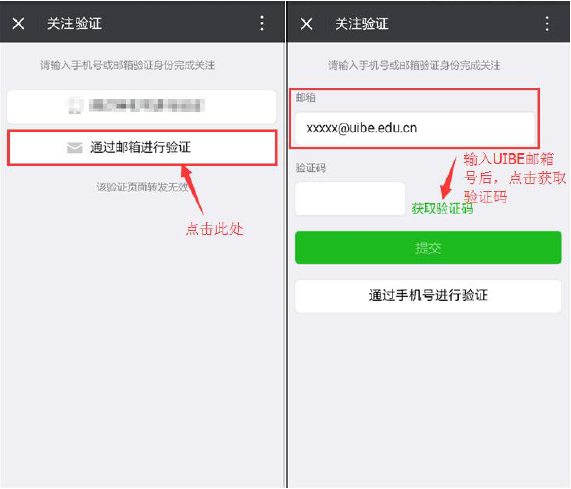 关注验证
请输入手机号或邮箱验证身份完成关注
通过邮箱进行验证
该验证页面转发无效
点击此处
关注验证
请输入手机号或邮箱验证身份完成关注
邮箱
xxxxx@uibe.edu.cn
验证码
输入UIBE邮箱
号后，点击获取
验证码
获取验证码
提交
通过手机号进行验证